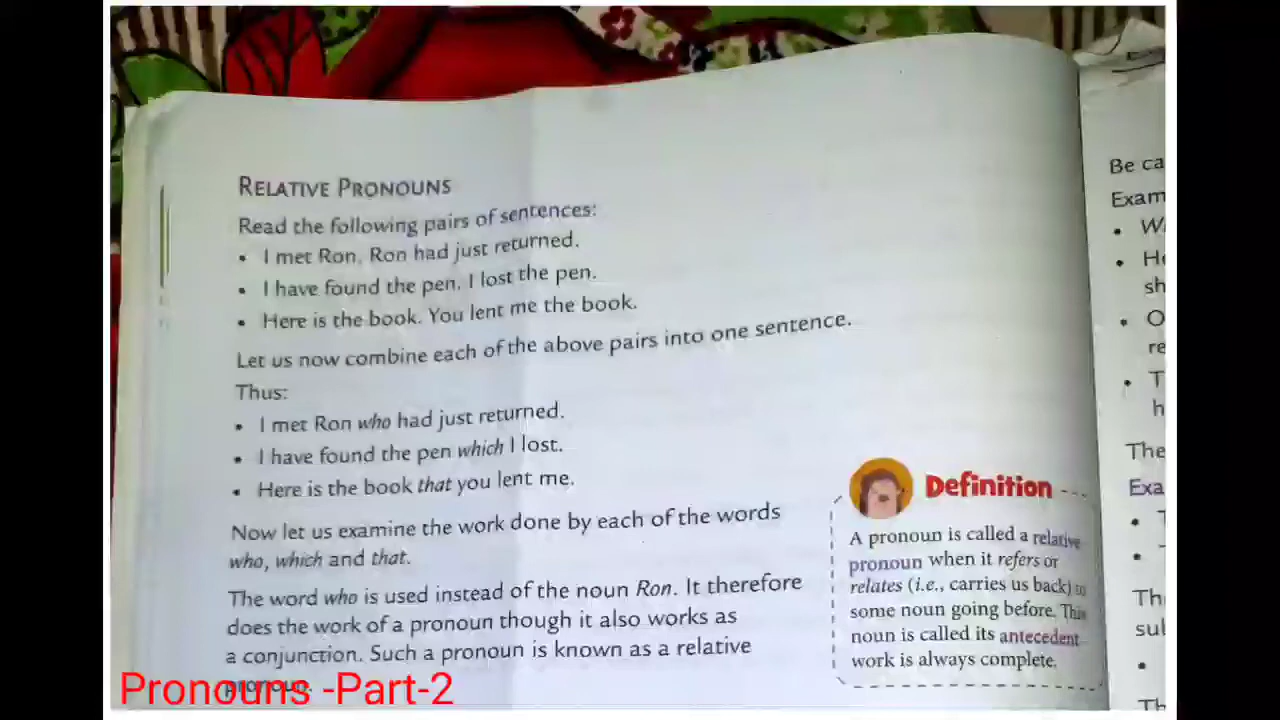 RELATIVE PRONOUNS
Read the following pairs of sentences:
• I met Ron. Ron had just returned.
• I have found the pen. I lost the pen.
• Here is the book. You lent me the book.
Let us now combine each of the above pairs into one sentence.
Thus:
• I met Ron who had just returned.
• I have found the pen which I lost.
• Here is the book that you lent me.
Now let us examine the work done by each of the words
who, which and that.
The word who is used instead of the noun Ron. It therefore
does the work of a pronoun though it also works as
a conjunction. Such a pronoun is known as a relative
pronoun.
Definition
A pronoun is called a relative
pronoun when it refers or
relates (i.e., carries us back) to
some noun going before. This
noun is called its antecedent
work is always complete.
Be ca
Exam
• W
• He
sh
• O
re
• T
h
The
Exa
• T
Th
sul
Th
Pronouns -Part-2